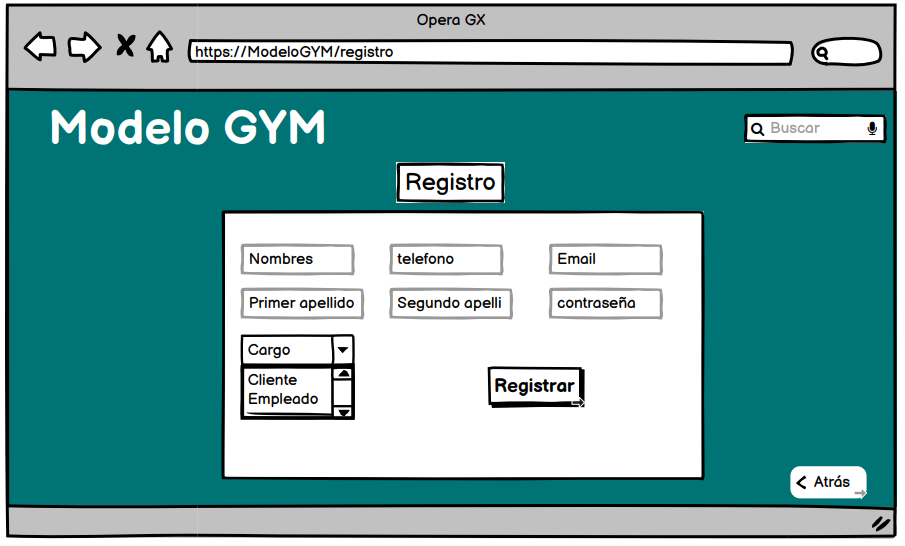 Opera GX
https://ModeloGYM/registro
Modelo GYM
Buscar
Registro
Nombres
telefono
Email
Primer apellido
Segundo apelli
contraseña
Cargo
Cliente
Empleado
Registrar
Atrás